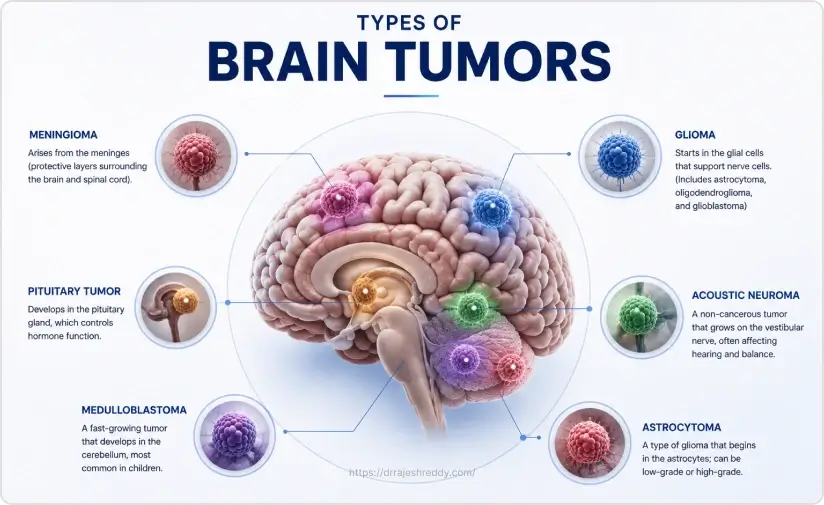 TYPES OF
BRAIN TUMORS
MENINGIOMA
Arises from the meninges
(protective layers surrounding
the brain and spinal cord).
GLIOMA
Starts in the glial cells
that support nerve cells.
(Includes astrocytoma,
oligodendroglioma,
and glioblastoma)
PITUITARY TUMOR
Develops in the pituitary
gland, which controls
hormone function.
ACOUSTIC NEUROMA
A non-cancerous tumor
that grows on the vestibular
nerve, often affecting
hearing and balance.
MEDULLOBLASTOMA
A fast-growing tumor
that develops in the
cerebellum, most
common in children.
ASTROCYTOMA
A type of glioma that begins
in the astrocytes; can be
low-grade or high-grade.
https://drrajeshreddy.com/